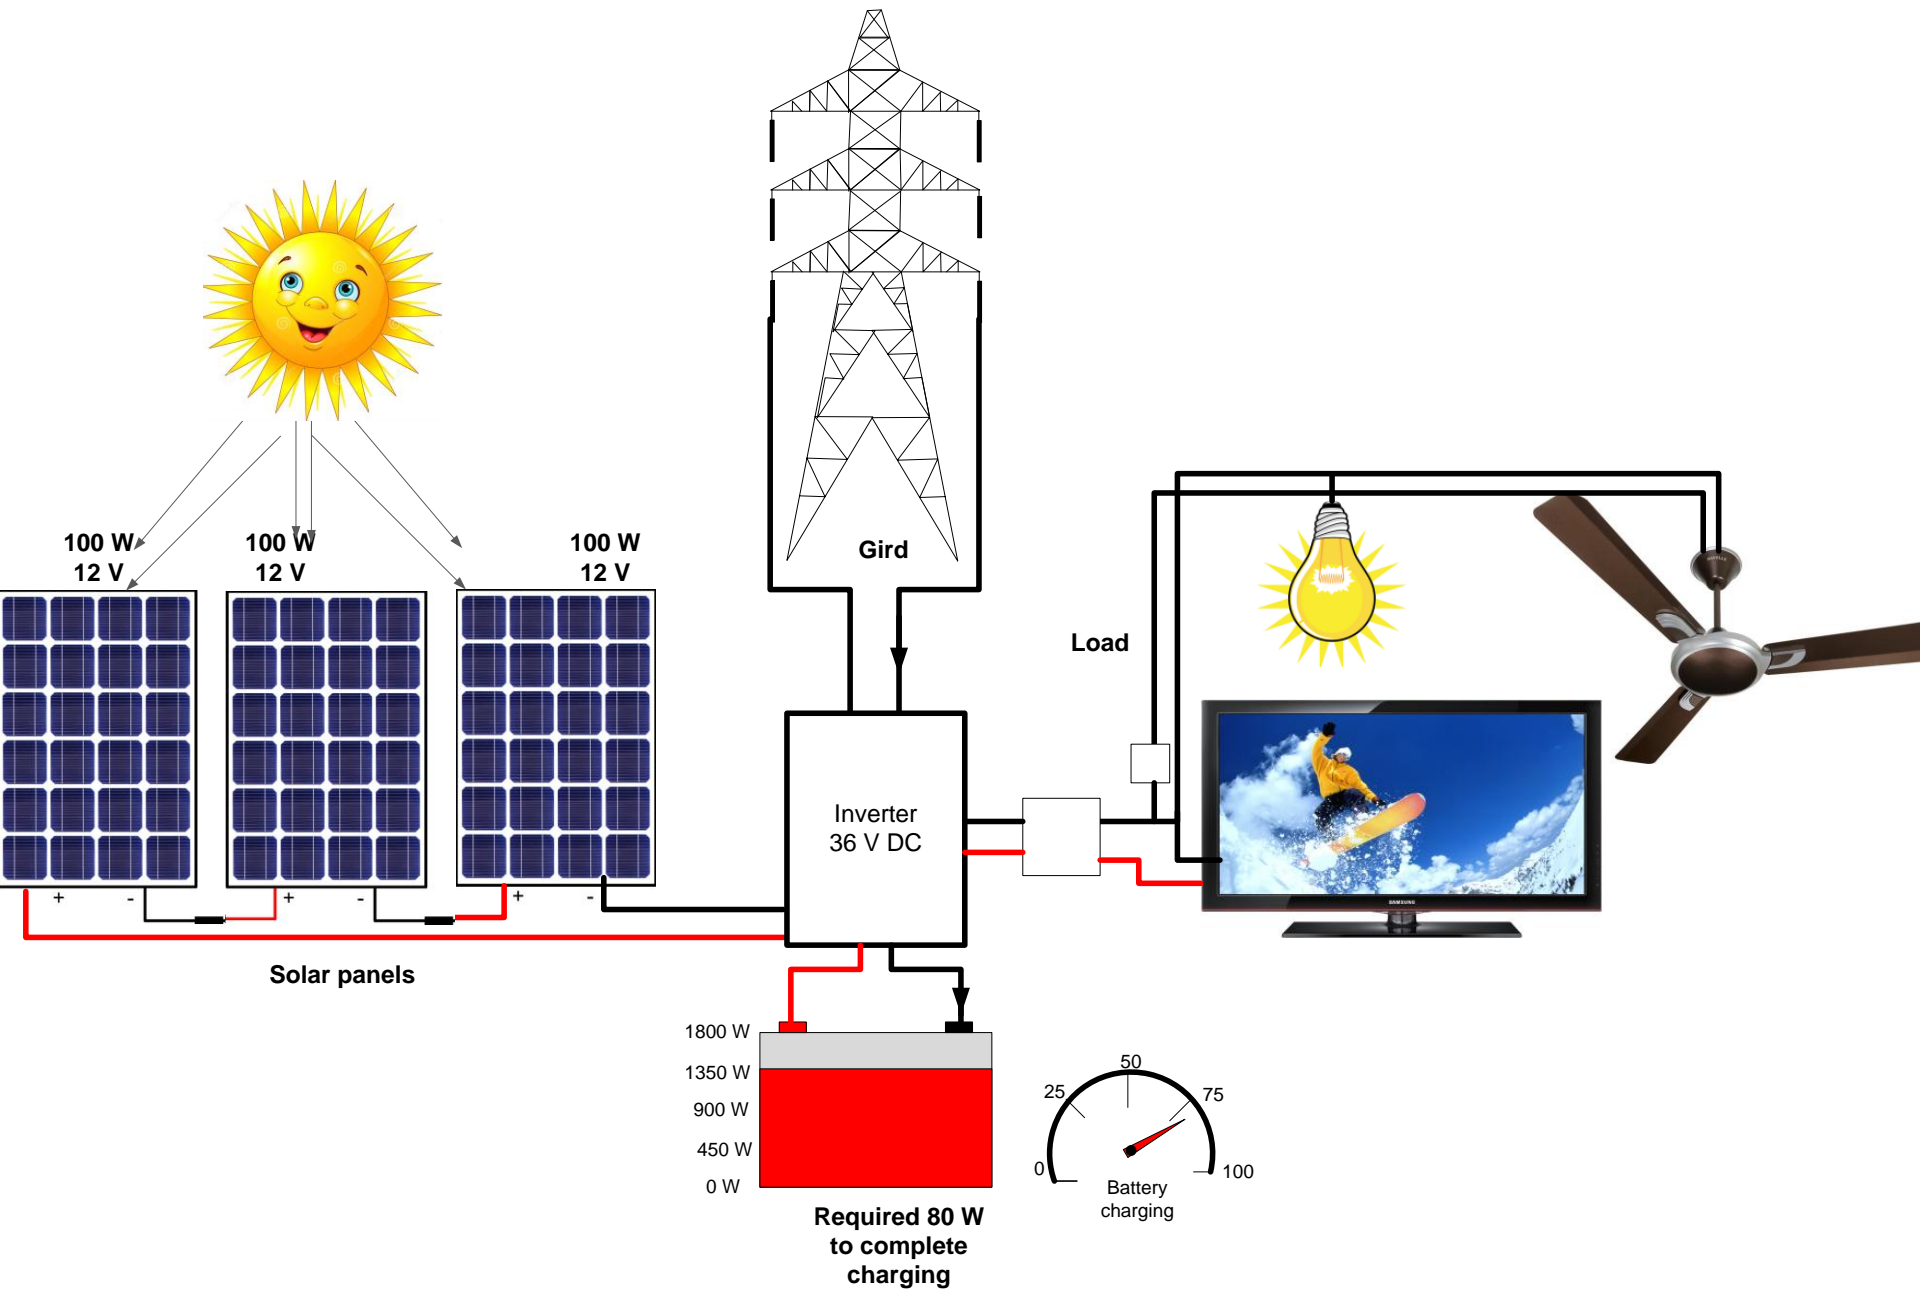 100 W
12 V
100 W
12 V
100 W
12 V
+
-
+
-
+
-
Solar panels
Gird
Inverter
36 V DC
Load
SAMSUNG
1800 W
1350 W
900 W
450 W
0 W
Required 80 W
to complete
charging
0
25
50
75
100
Battery
charging